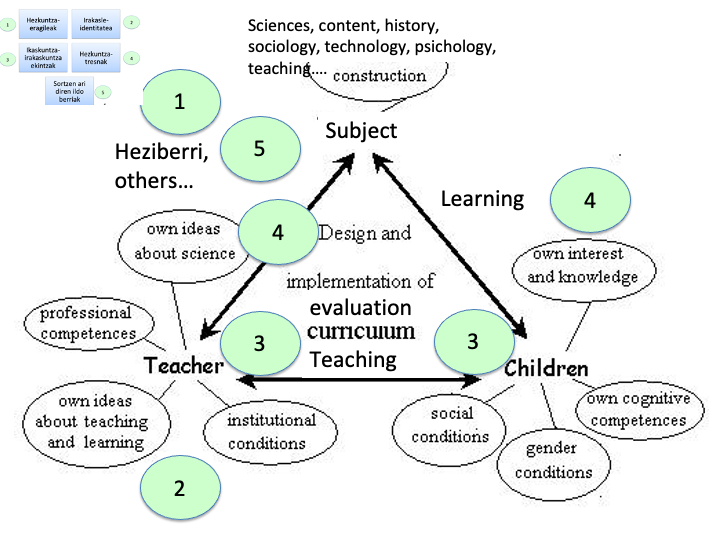 1
Hezkuntza-
eragileak
Irakasle-
identitatea
2
3
Ikaskuntza-
irakaskuntza
ekintzak
Hezkuntza-
tresnak
4
Sortzen ari
diren ildo
berriak
5
Sciences, content, history,
sociology, technology, psichology,
teaching….
construction
1
Subject
5
Heziberri,
others…
Learning
4
own ideas
about science
4
Design and
own interest
and knowledge
implementation of
evaluation
professional
competences
curriculum
3
3
Teacher
Teaching
Children
own ideas
about teaching
and learning
institutional
conditions
social
conditions
own cognitive
competences
gender
conditions
2